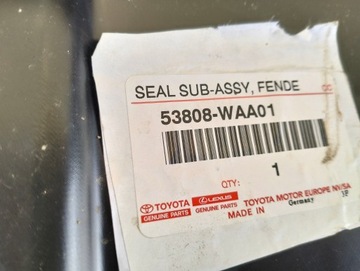 SEAL SUB-ASSY, FENDE
53808-WAA01
QTY: 1
TOYOTA LEXUS
GENUINE PARTS GENUINE PARTS TOYOTA MOTOR EUROPE NV/SA
MADE IN Germany